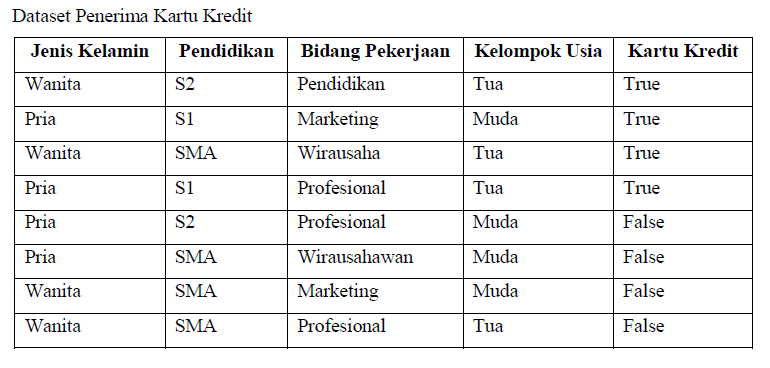 Dataset Penerima Kartu Kredit
Jenis Kelamin Pendidikan Bidang Pekerjaan Kelompok Usia Kartu Kredit
Wanita S2 Pendidikan Tua True
Pria S1 Marketing Muda True
Wanita SMA Wirausaha Tua True
Pria S1 Profesional Tua True
Pria S2 Profesional Muda False
Pria SMA Wirausahawan Muda False
Wanita SMA Marketing Muda False
Wanita SMA Profesional Tua False